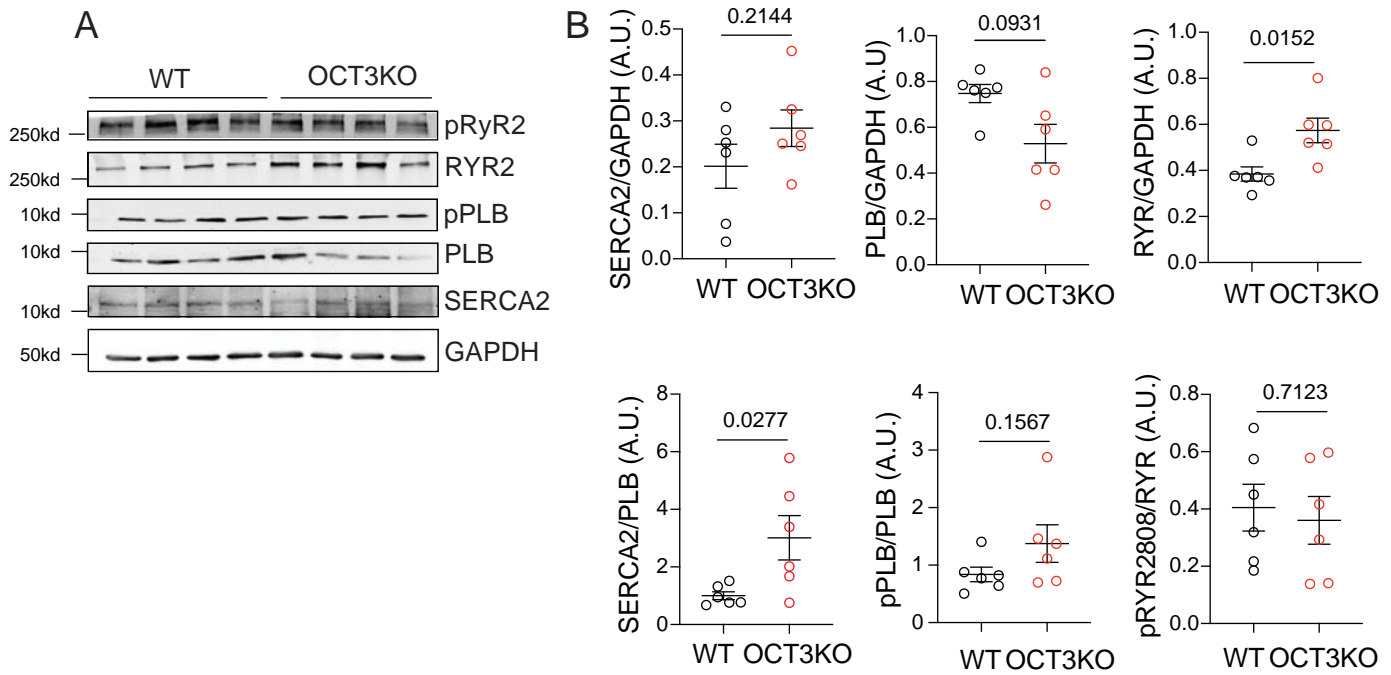 A
WT OCT3KO
250kd pRyR2
250kd RYR2
10kd pPLB
10kd PLB
10kd SERCA2
50kd GAPDH
B
SERCA2/GAPDH (A.U.)
0.5
0.4
0.3
0.2
0.1
0.0
0.2144
WT OCT3KO
PLB/GAPDH (A.U)
1.0
0.8
0.6
0.4
0.2
0.0
0.0931
WT OCT3KO
RYR/GAPDH (A.U.)
1.0
0.8
0.6
0.4
0.2
0.0
0.0152
WT OCT3KO
SERCA2/PLB (A.U.)
8
6
4
2
0
0.0277
WT OCT3KO
pPLB/PLB (A.U.)
4
3
2
1
0
0.1567
WT OCT3KO
pRYR2808/RYR (A.U.)
0.8
0.6
0.4
0.2
0.0
0.7123
WT OCT3KO